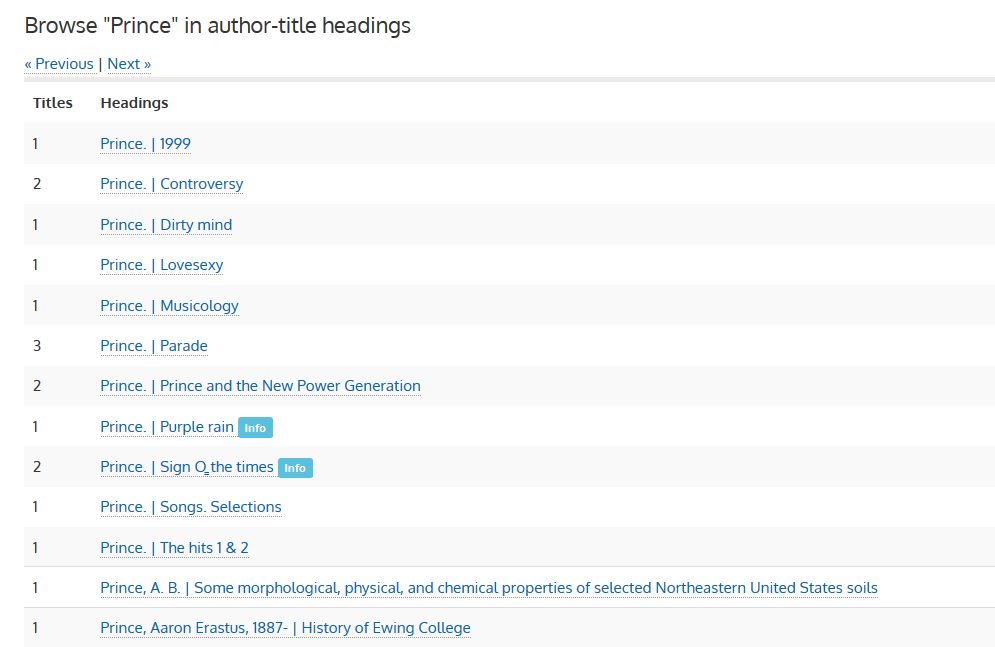 Browse "Prince" in author-title headings
« Previous | Next »
Titles Headings
1 Prince. | 1999
2 Prince. | Controversy
1 Prince. | Dirty mind
1 Prince. | Lovesexy
1 Prince. | Musicology
3 Prince. | Parade
2 Prince. | Prince and the New Power Generation
1 Prince. | Purple rain Info
2 Prince. | Sign O̳ the times Info
1 Prince. | Songs. Selections
1 Prince. | The hits 1 & 2
1 Prince, A. B. | Some morphological, physical, and chemical properties of selected Northeastern United States soils
1 Prince, Aaron Erastus, 1887- | History of Ewing College